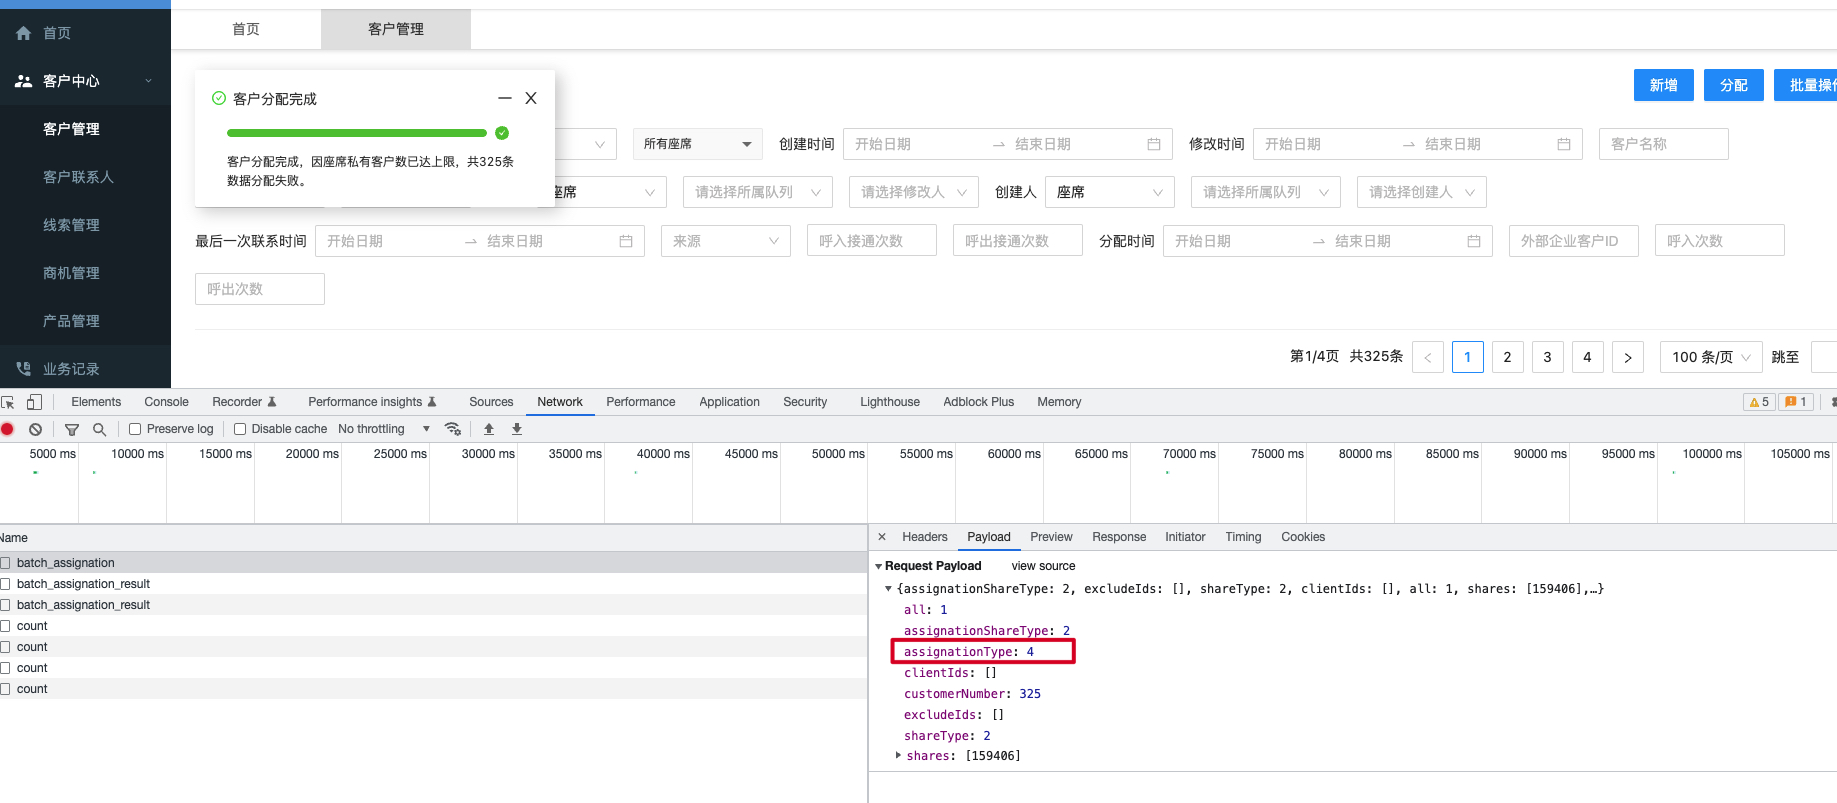 首页
客户中心
客户管理
客户联系人
线索管理
商机管理
产品管理
业务记录
首页
客户管理
客户分配完成
客户分配完成，因座席私有客户数已达上限，共325条
数据分配失败。
新增
分配
批量操作
所有座席
创建时间
开始日期
结束日期
修改时间
开始日期
结束日期
客户名称
座席
请选择所属队列
请选择修改人
创建人
座席
请选择所属队列
请选择创建人
最后一次联系时间
开始日期
结束日期
来源
呼入接通次数
呼出接通次数
分配时间
开始日期
结束日期
外部企业客户ID
呼入次数
呼出次数
第1/4页 共325条
<
1
2
3
4
>
100 条/页
跳至
Elements
Console
Recorder
Performance insights
Sources
Network
Performance
Application
Security
Lighthouse
Adblock Plus
Memory
5
1
Preserve log
Disable cache
No throttling
5000 ms
10000 ms
15000 ms
20000 ms
25000 ms
30000 ms
35000 ms
40000 ms
45000 ms
50000 ms
55000 ms
60000 ms
65000 ms
70000 ms
75000 ms
80000 ms
85000 ms
90000 ms
95000 ms
100000 ms
105000 ms
Name
batch_assignation
batch_assignation_result
batch_assignation_result
count
count
count
count
× Headers
Payload
Preview
Response
Initiator
Timing
Cookies
Request Payload
view source
{assignationShareType: 2, excludeIds: [], shareType: 2, clientIds: [], all: 1, shares: [159406],…}
all: 1
assignationShareType: 2
assignationType: 4
clientIds: []
customerNumber: 325
excludeIds: []
shareType: 2
shares: [159406]